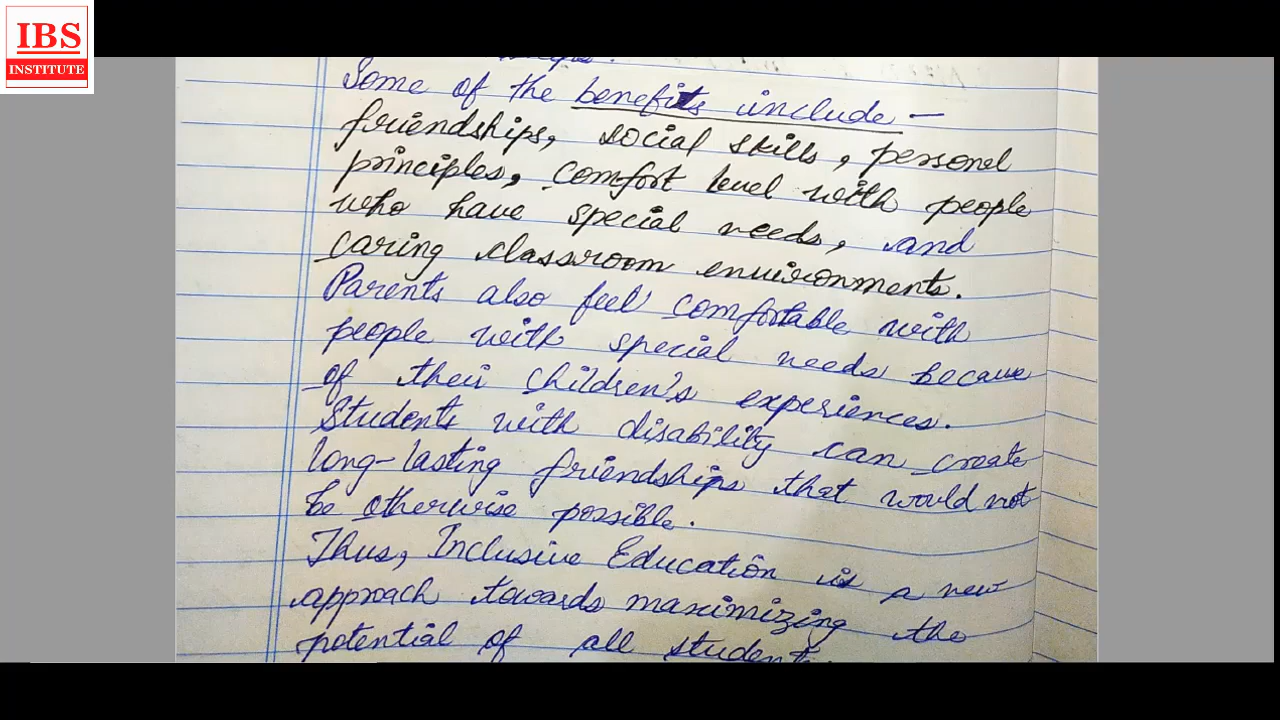 IBS
INSTITUTE
Some of the benefits include -
friendships, social skills, personal
principles, comfort level with people
who have special needs, and
caring classroom environments.
Parents also feel comfortable with
people with special needs because
of their children's experiences.
Students with disability can create
long-lasting friendships that would not
be otherwise possible.
Thus, Inclusive Education is a new
approach towards maximizing the
potential of all students.